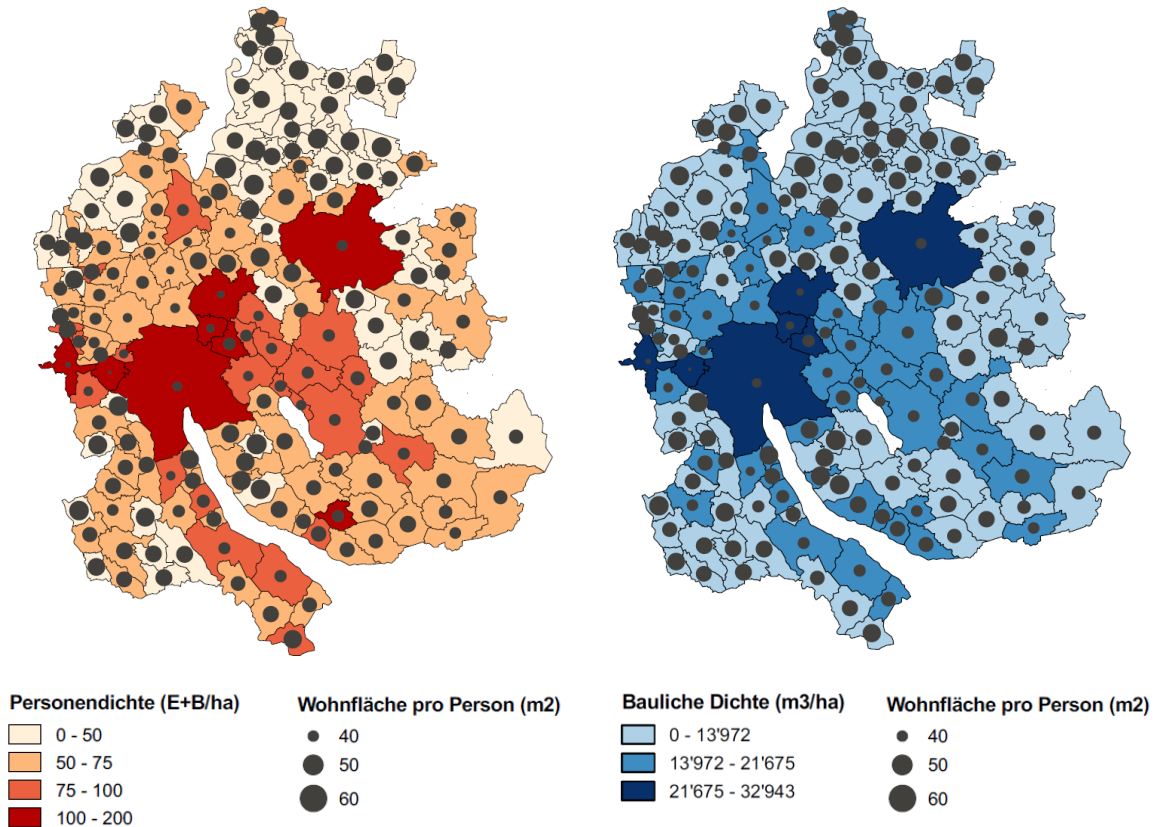 Personendichte (E+B/ha)
0 - 50
50 - 75
75 - 100
100 - 200
Wohnfläche pro Person (m2)
40
50
60
Bauliche Dichte (m3/ha)
0 - 13'972
13'972 - 21'675
21'675 - 32'943
Wohnfläche pro Person (m2)
40
50
60